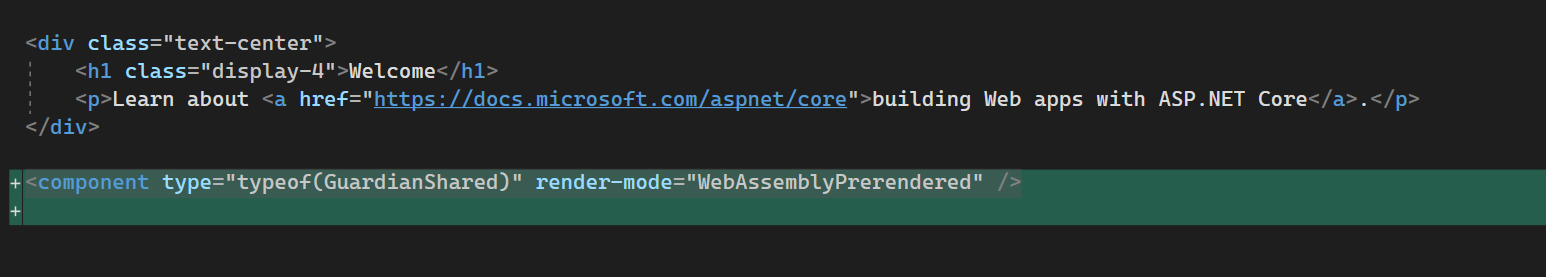 <div class="text-center">
    <h1 class="display-4">Welcome</h1>
    <p>Learn about <a href="https://docs.microsoft.com/aspnet/core">building Web apps with ASP.NET Core</a>.</p>
</div>
+<component type="typeof(GuardianShared)" render-mode="WebAssemblyPrerendered" />
+